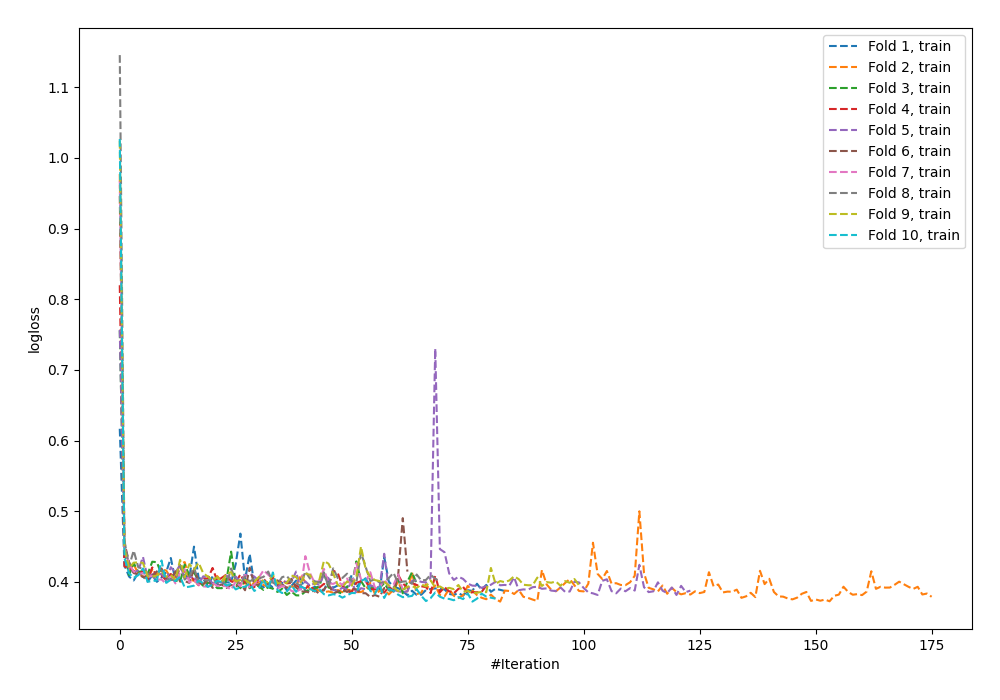 Fold 1, train
Fold 2, train
Fold 3, train
Fold 4, train
Fold 5, train
Fold 6, train
Fold 7, train
Fold 8, train
Fold 9, train
Fold 10, train
logloss
1.1
1.0
0.9
0.8
0.7
0.6
0.5
0.4
0 25 50 75 100 125 150 175
#Iteration